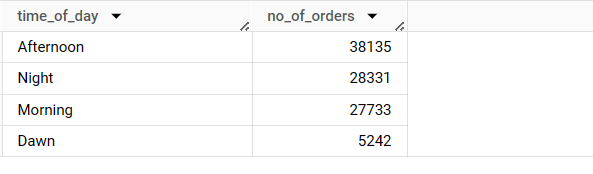 time_of_day no_of_orders
Afternoon 38135
Night 28331
Morning 27733
Dawn 5242